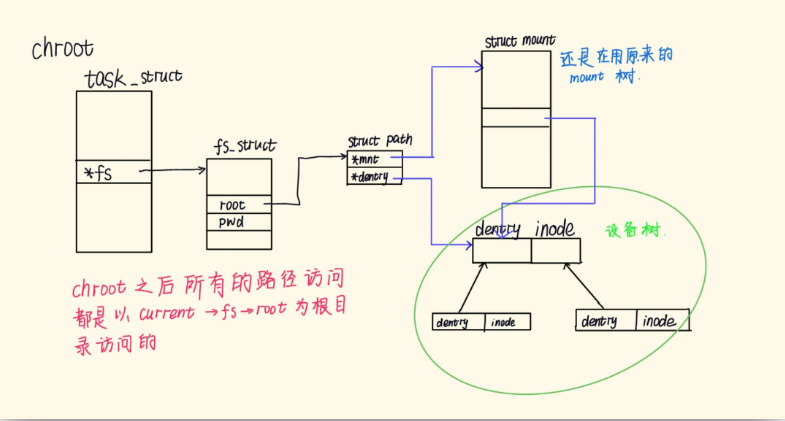 chroot
task_struct
*fs
fs_struct
root
pwd
struct path
*mnt
*dentry
struct mount
还是在用原来的
mount 树.
dentry inode
设备树.
dentry inode
dentry inode
chroot 之后所有的路径访问
都是以 current →fs→root 为根目
录访问的